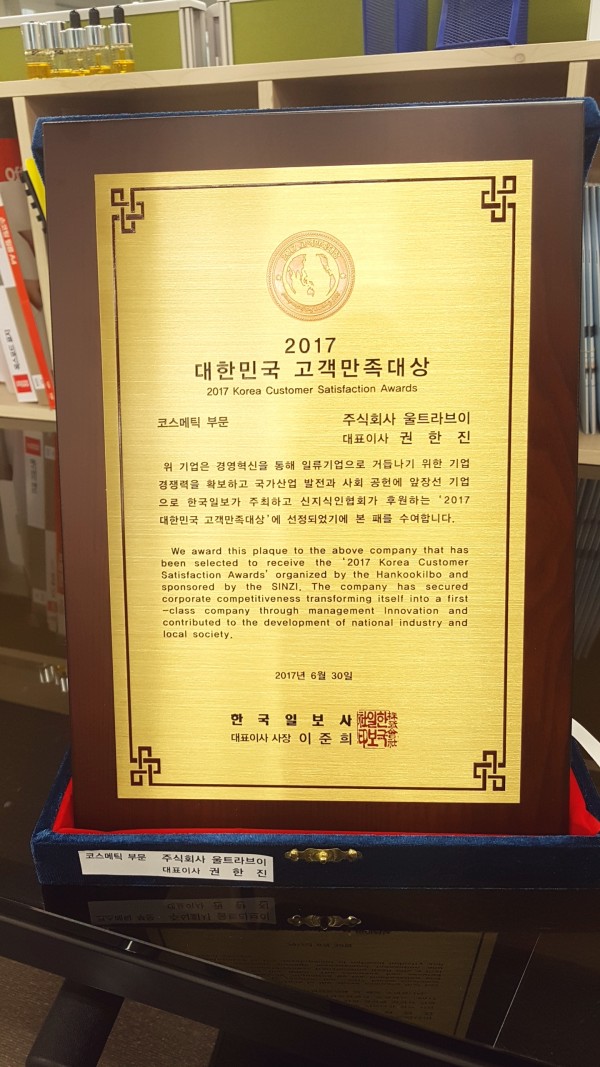 2017
대한민국 고객만족대상
2017 Korea Customer Satisfaction Awards
코스메틱 부문
주식회사 울트라브이
대표이사 권 한 진
위 기업은 경영혁신을 통해 일류기업으로 거듭나기 위한 기업
경쟁력을 확보하고 국가산업 발전과 사회 공헌에 앞장선 기업
으로 한국일보가 주최하고 신지식인협회가 후원하는 '2017
대한민국 고객만족대상'에 선정되었기에 본 패를 수여합니다.
We award this plaque to the above company that has
been selected to receive the '2017 Korea Customer
Satisfaction Awards' organized by the Hankookilbo and
sponsored by the SINZI. The company has secured
corporate competitiveness transforming itself into a first
-class company through management Innovation and
contributed to the development of national industry and
local society.
2017년 6월 30일
한 국 일 보 사
대표이사 사장 이 준 희
코스메틱 부문 주식회사 울트라브이
대표이사 권 한 진